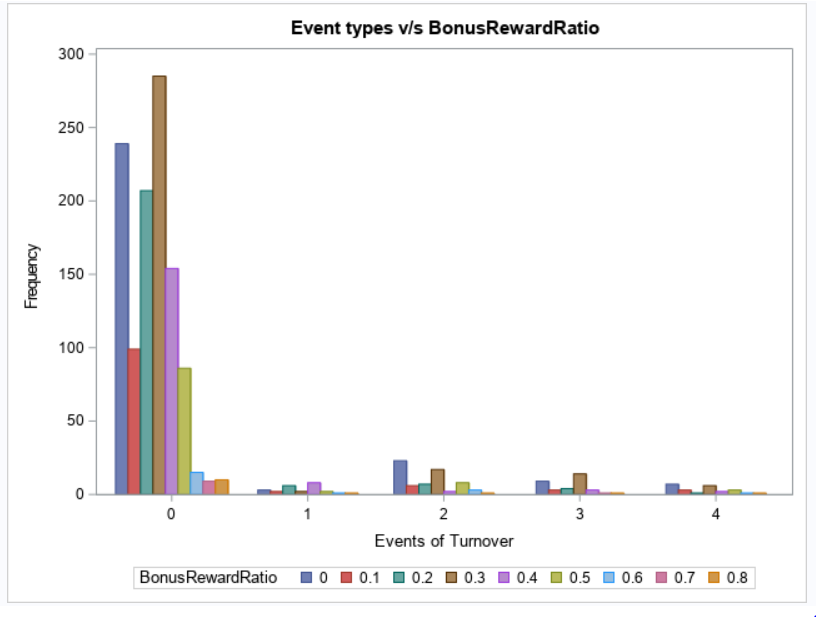 Event types v/s BonusRewardRatio
300
250
200
150
100
50
0
Frequency
0 1 2 3 4
Events of Turnover
BonusRewardRatio 0 0.1 0.2 0.3 0.4 0.5 0.6 0.7 0.8